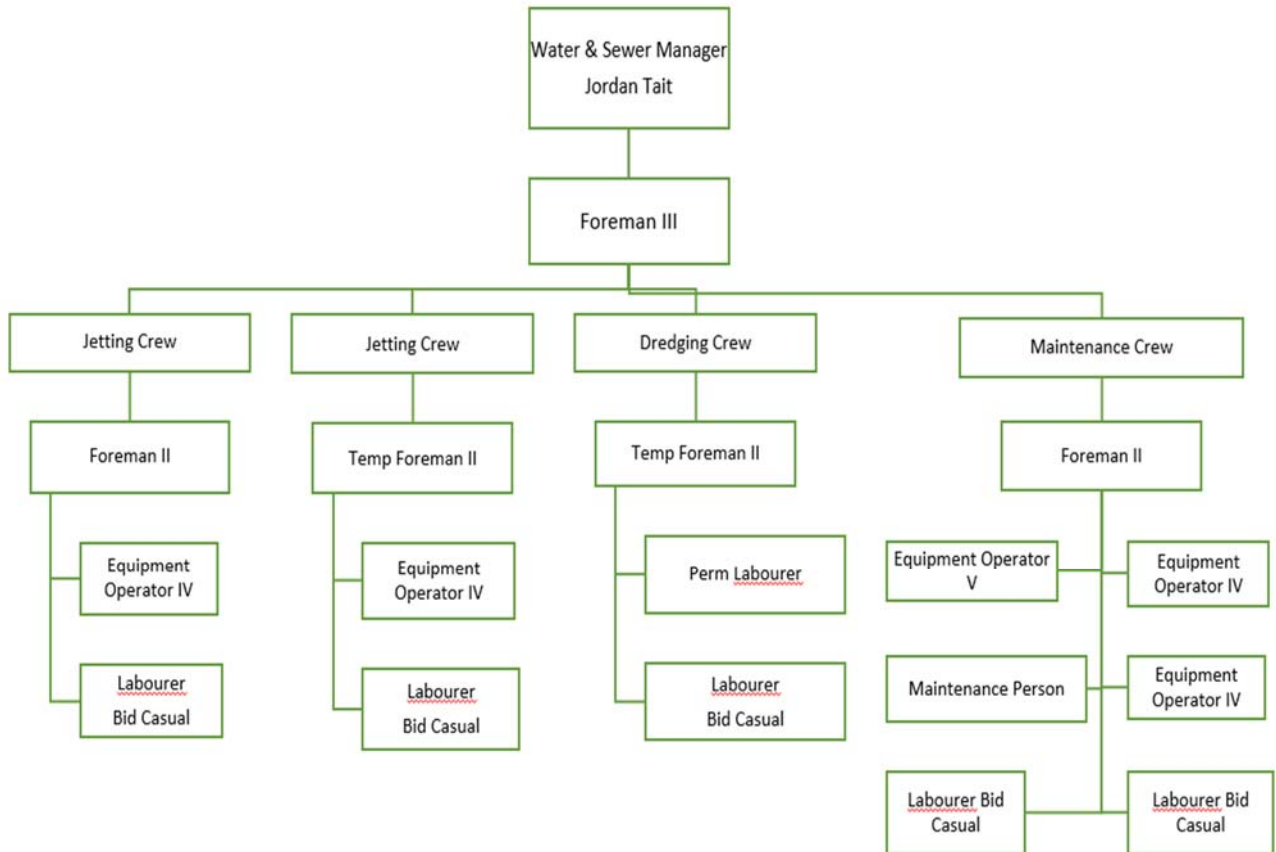 Water & Sewer Manager
Jordan Tait
Foreman III
Jetting Crew
Jetting Crew
Dredging Crew
Maintenance Crew
Foreman II
Temp Foreman II
Temp Foreman II
Foreman II
Equipment
Operator IV
Equipment
Operator IV
Perm Labourer
Equipment Operator
V
Equipment
Operator IV
Labourer
Bid Casual
Labourer
Bid Casual
Labourer
Bid Casual
Maintenance Person
Equipment
Operator IV
Labourer Bid
Casual
Labourer Bid
Casual